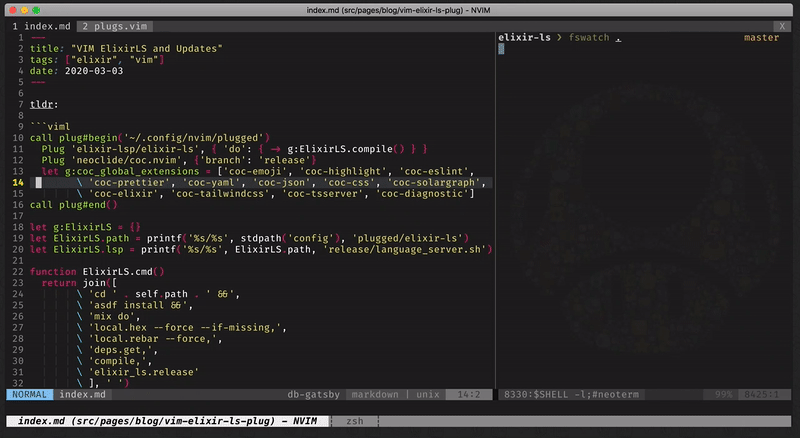 index.md (src/pages/blog/vim-elixir-ls-plug) - NVIM
1 index.md 2 plugs.vim X
1 ---
2 title: "VIM ElixirLS and Updates"
3 tags: ["elixir", "vim"]
4 date: 2020-03-03
5 ---
6
7 tldr:
8
9 ```viml
10 call plug#begin('~/.config/nvim/plugged')
11 Plug 'elixir-lsp/elixir-ls', { 'do': { -> g:ElixirLS.compile() } }
12 Plug 'neoclide/coc.nvim', {'branch': 'release'}
13 let g:coc_global_extensions = ['coc-emoji', 'coc-highlight', 'coc-eslint',
14 \ 'coc-prettier', 'coc-yaml', 'coc-json', 'coc-css', 'coc-solargraph',
15 \ 'coc-elixir', 'coc-tailwindcss', 'coc-tsserver', 'coc-diagnostic']
16 call plug#end()
17
18 let g:ElixirLS = {}
19 let ElixirLS.path = printf('%s/%s', stdpath('config'), 'plugged/elixir-ls')
20 let ElixirLS.lsp = printf('%s/%s', ElixirLS.path, 'release/language_server.sh')
21
22 function ElixirLS.cmd()
23 return join([
24 \ 'cd ' . self.path . ' &&',
25 \ 'asdf install &&',
26 \ 'mix do',
27 \ 'local.hex --force --if-missing,',
28 \ 'local.rebar --force,',
29 \ 'deps.get,',
30 \ 'compile,',
31 \ 'elixir_ls.release'
32 \ ], ' ')
elixir-ls ❯ fswatch . master
NORMAL index.md db-gatsby markdown | unix 14:2
8330:$SHELL -l;#neoterm 99% 8425:1
index.md (src/pages/blog/vim-elixir-ls-plug) - NVIM zsh